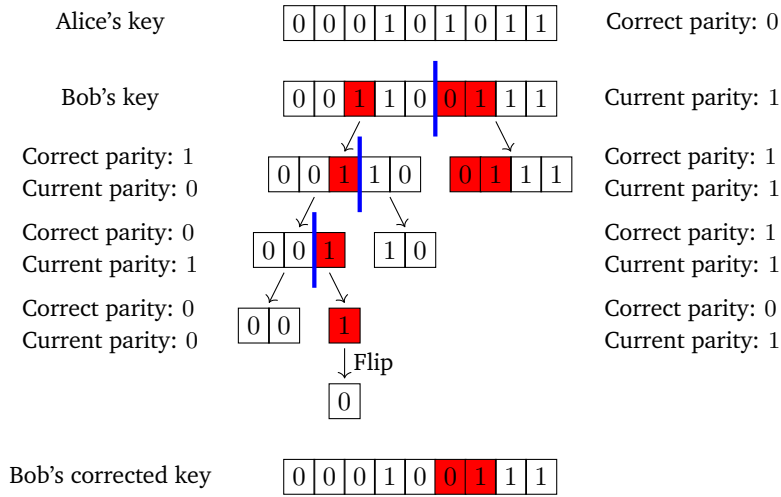 Alice's key 0 0 0 1 0 1 0 1 1 Correct parity: 0
Bob's key 0 0 1 1 0 0 1 1 1 Current parity: 1
Correct parity: 1 Correct parity: 1
Current parity: 0 0 0 1 1 0 0 1 1 1 Current parity: 1
Correct parity: 0 Correct parity: 1
Current parity: 1 0 0 1 1 0 Current parity: 1
Correct parity: 0 Correct parity: 0
Current parity: 0 0 0 1 Current parity: 1
Flip
0
Bob's corrected key 0 0 0 1 0 0 1 1 1